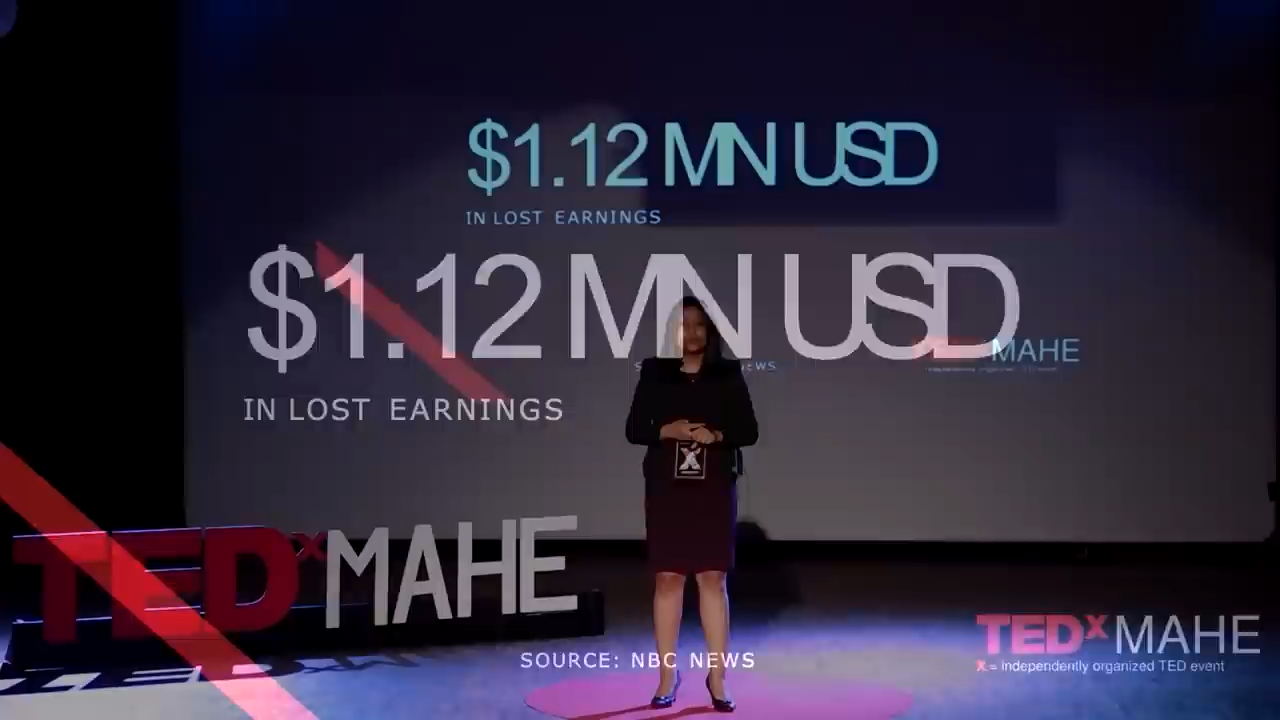 $1.12 MN USD
IN LOST EARNINGS
$1.12 MN USD
IN LOST EARNINGS
MAHE
TEDxMAHE
X
SOURCE: NBC NEWS
TEDxMAHE
x = independently organized TED event